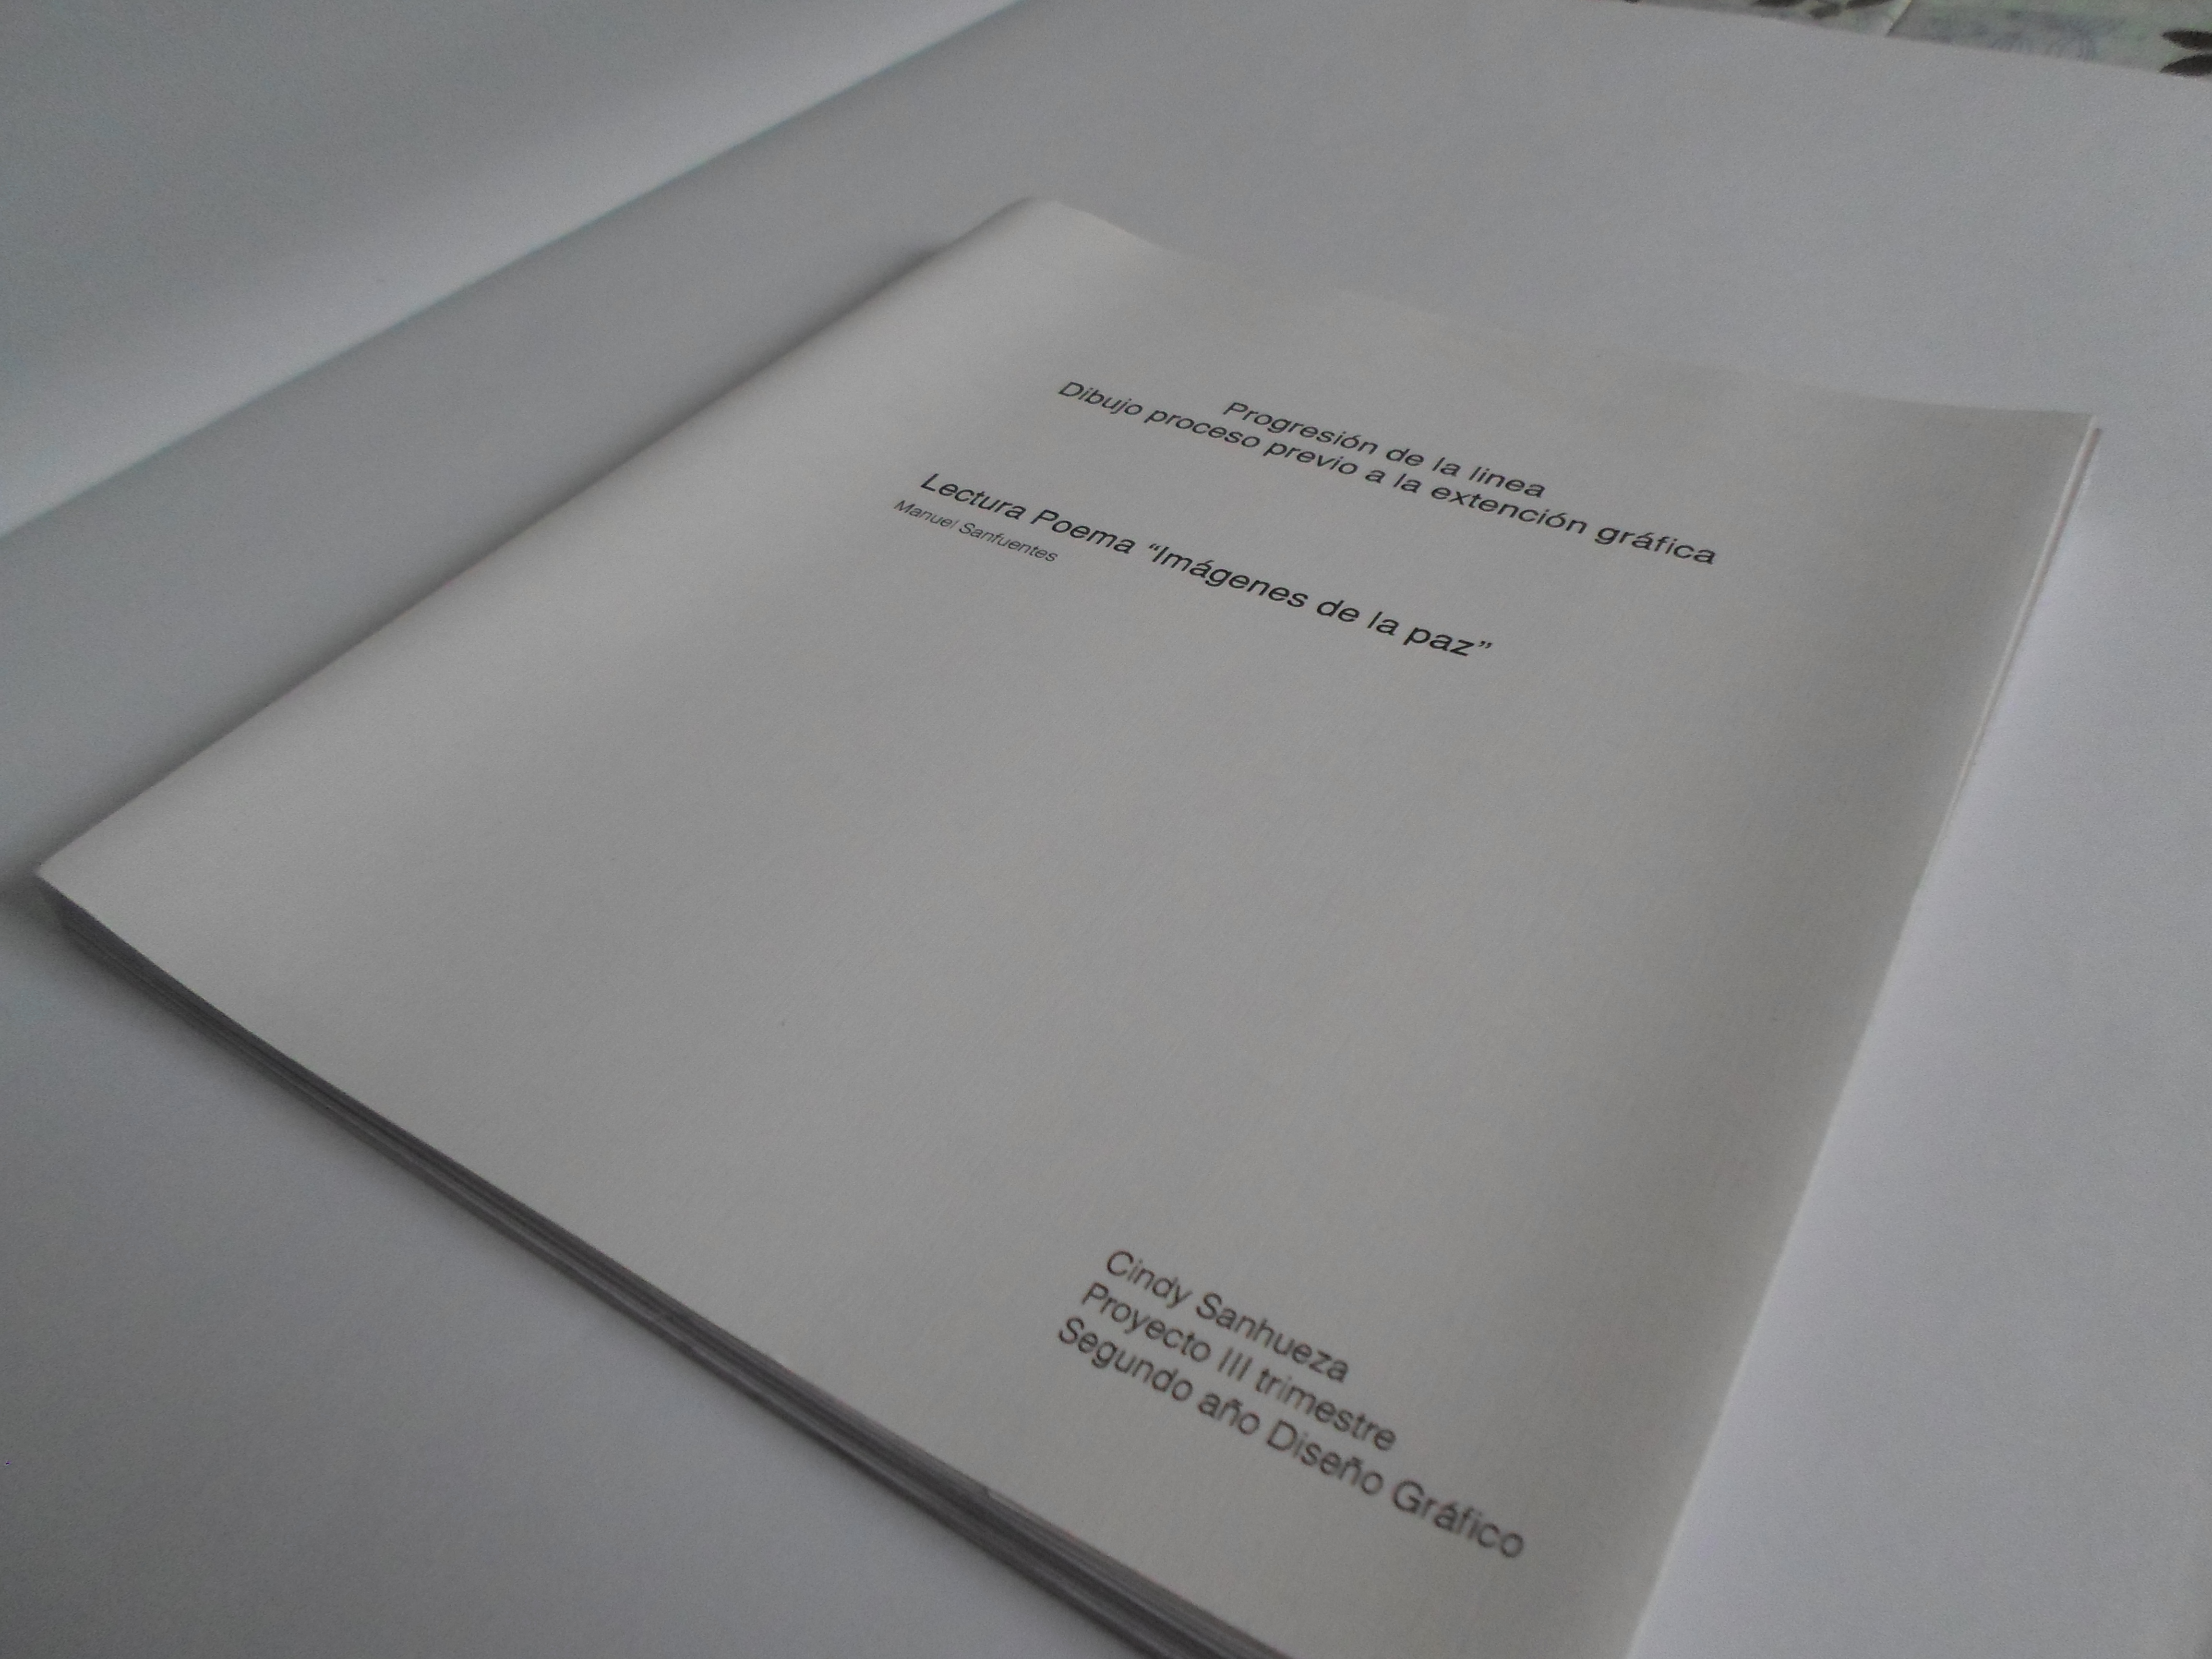 Progresión de la linea
Dibujo proceso previo a la extención gráfica
Lectura Poema “Imágenes de la paz”
Manuel Sanfuentes
Cindy Sanhueza
Proyecto III trimestre
Segundo año Diseño Gráfico